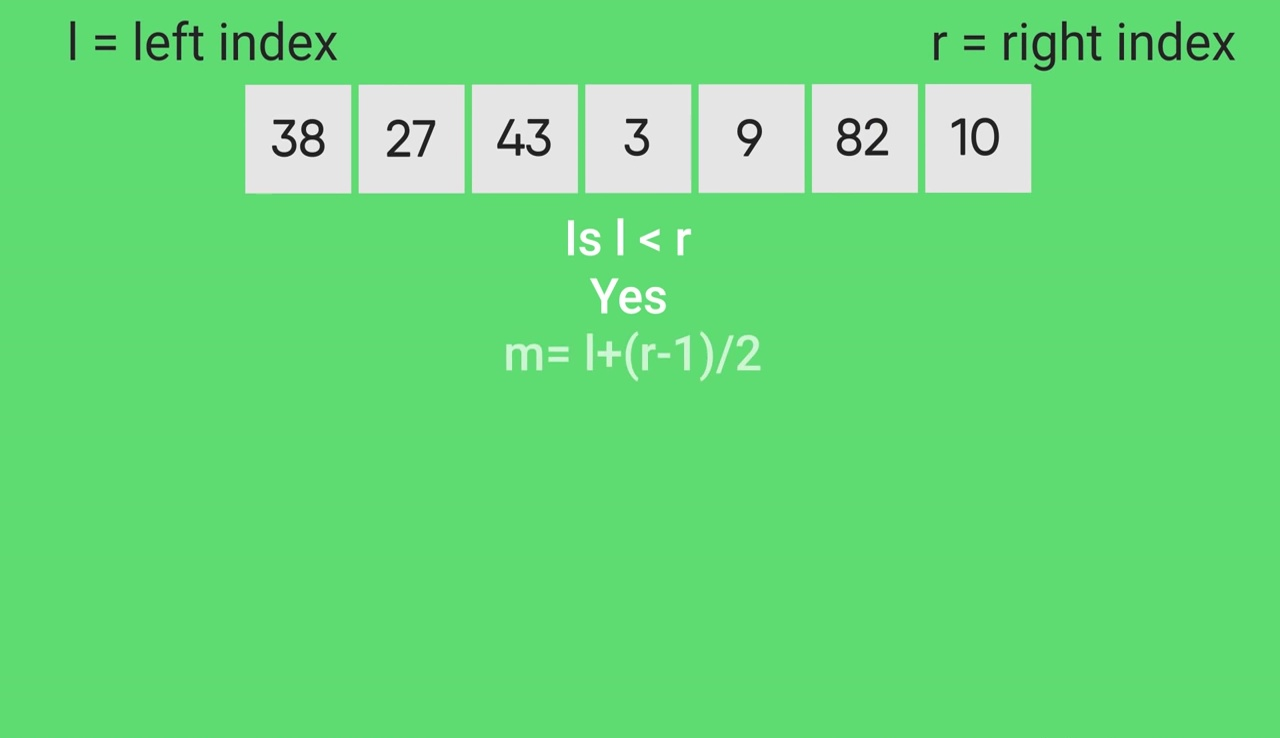 l = left index r = right index
38 27 43 3 9 82 10
Is l < r
Yes
m= l+(r-1)/2